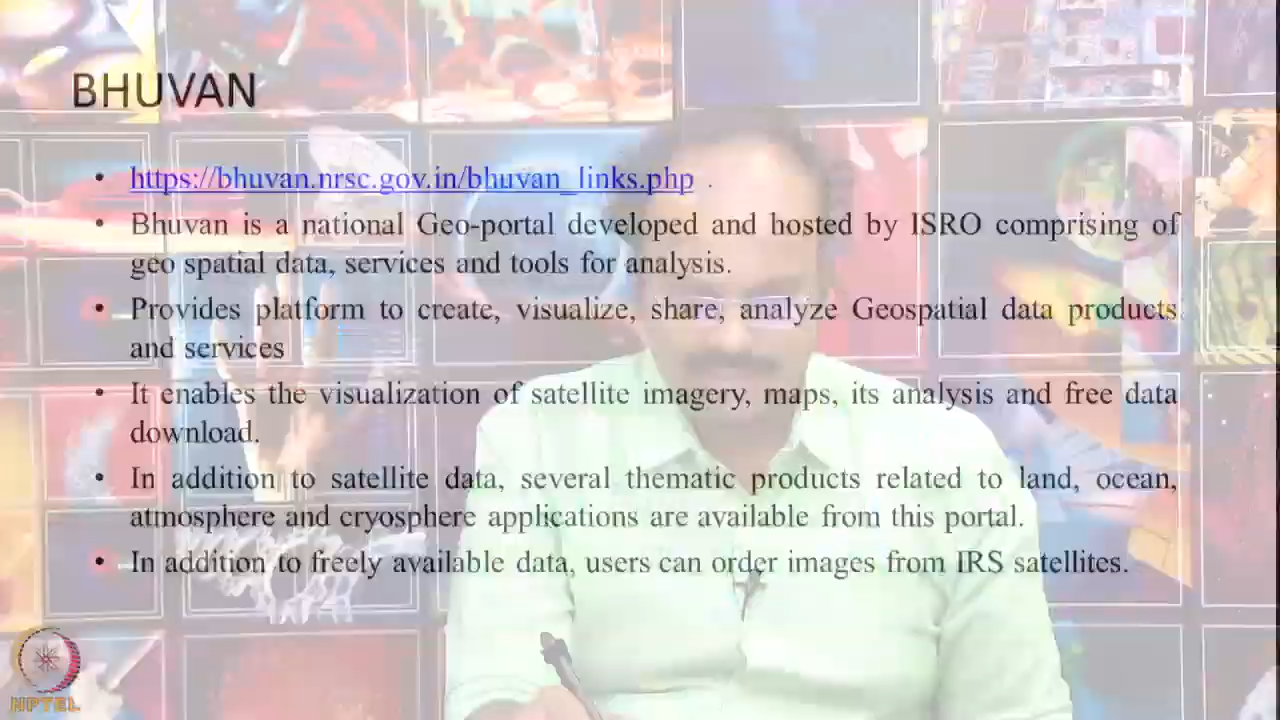 BHUVAN
• https://bhuvan.nrsc.gov.in/bhuvan_links.php .
• Bhuvan is a national Geo-portal developed and hosted by ISRO comprising of
geo spatial data, services and tools for analysis.
• Provides platform to create, visualize, share, analyze Geospatial data products
and services
• It enables the visualization of satellite imagery, maps, its analysis and free data
download.
• In addition to satellite data, several thematic products related to land, ocean,
atmosphere and cryosphere applications are available from this portal.
• In addition to freely available data, users can order images from IRS satellites.
NPTEL